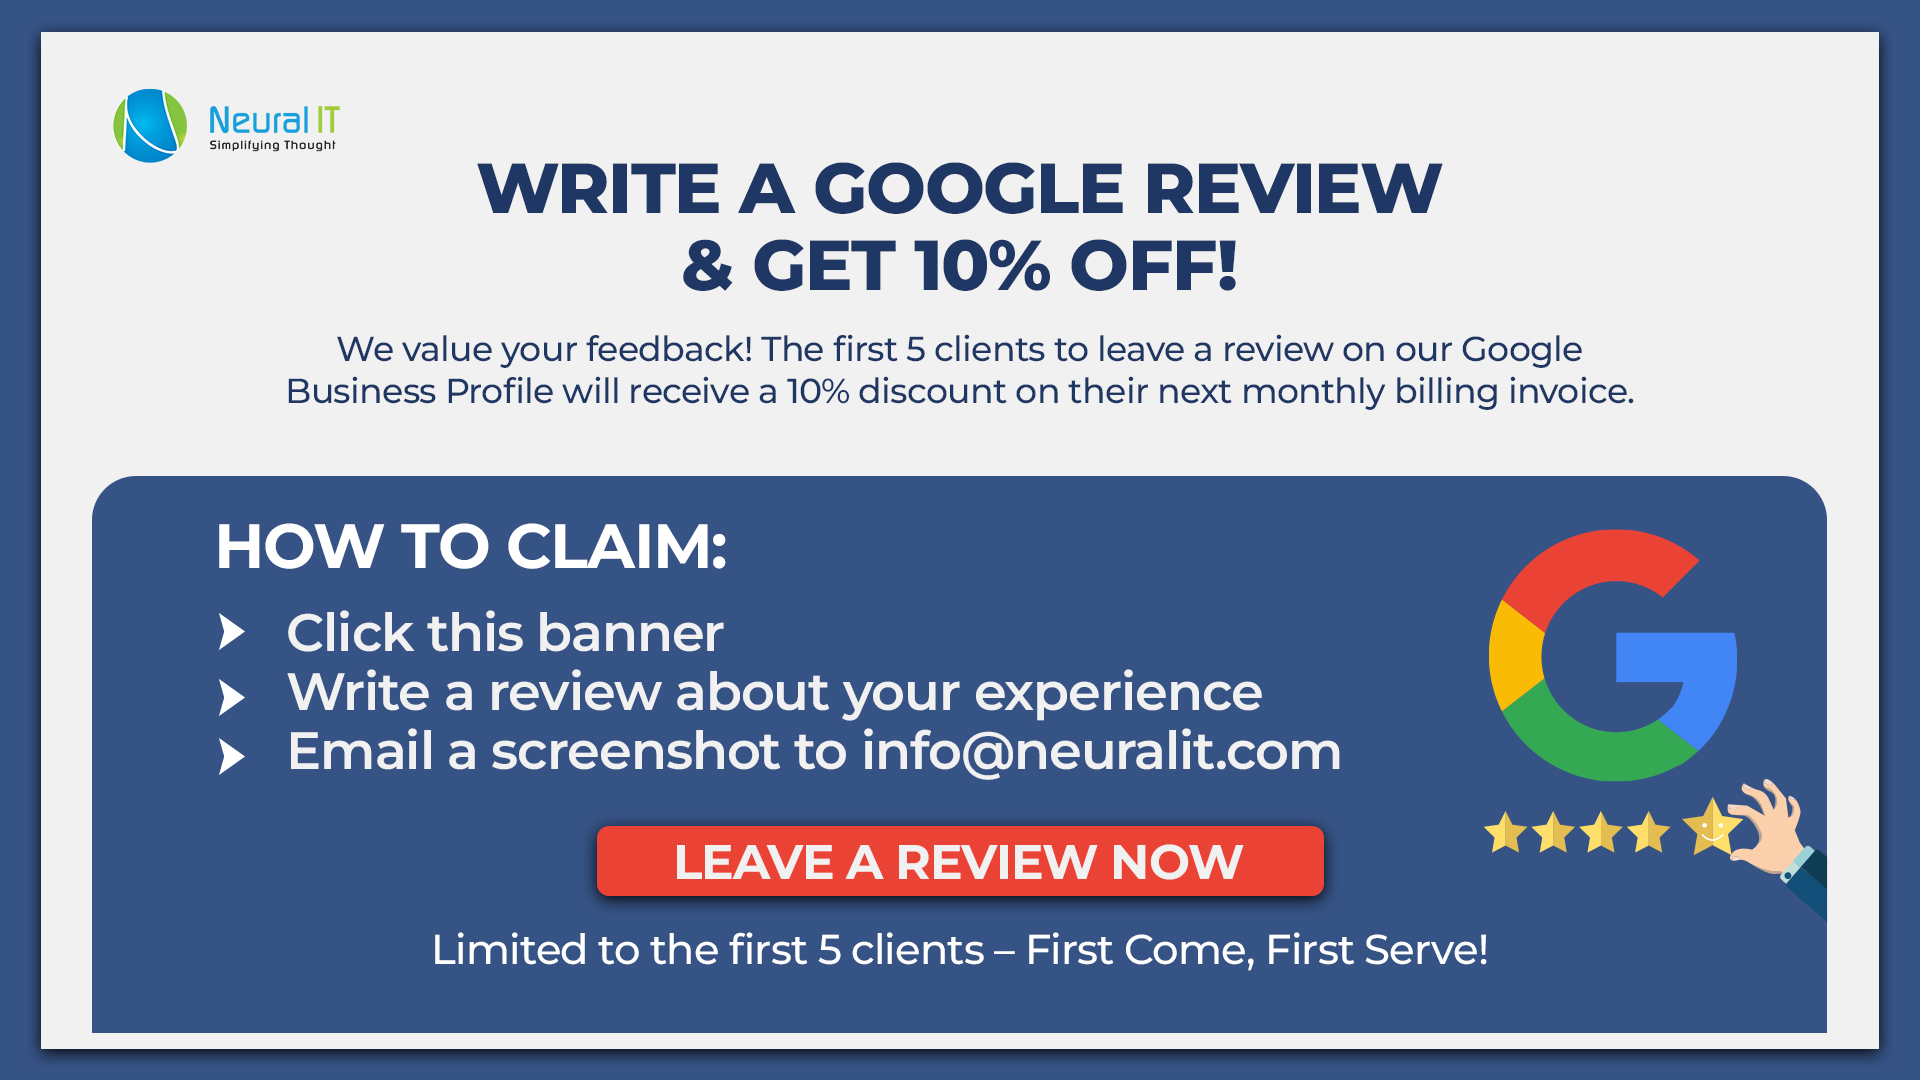 Neural IT
Simplifying Thought
WRITE A GOOGLE REVIEW
& GET 10% OFF!
We value your feedback! The first 5 clients to leave a review on our Google
Business Profile will receive a 10% discount on their next monthly billing invoice.
HOW TO CLAIM:
Click this banner
Write a review about your experience
Email a screenshot to info@neuralit.com
LEAVE A REVIEW NOW
Limited to the first 5 clients – First Come, First Serve!